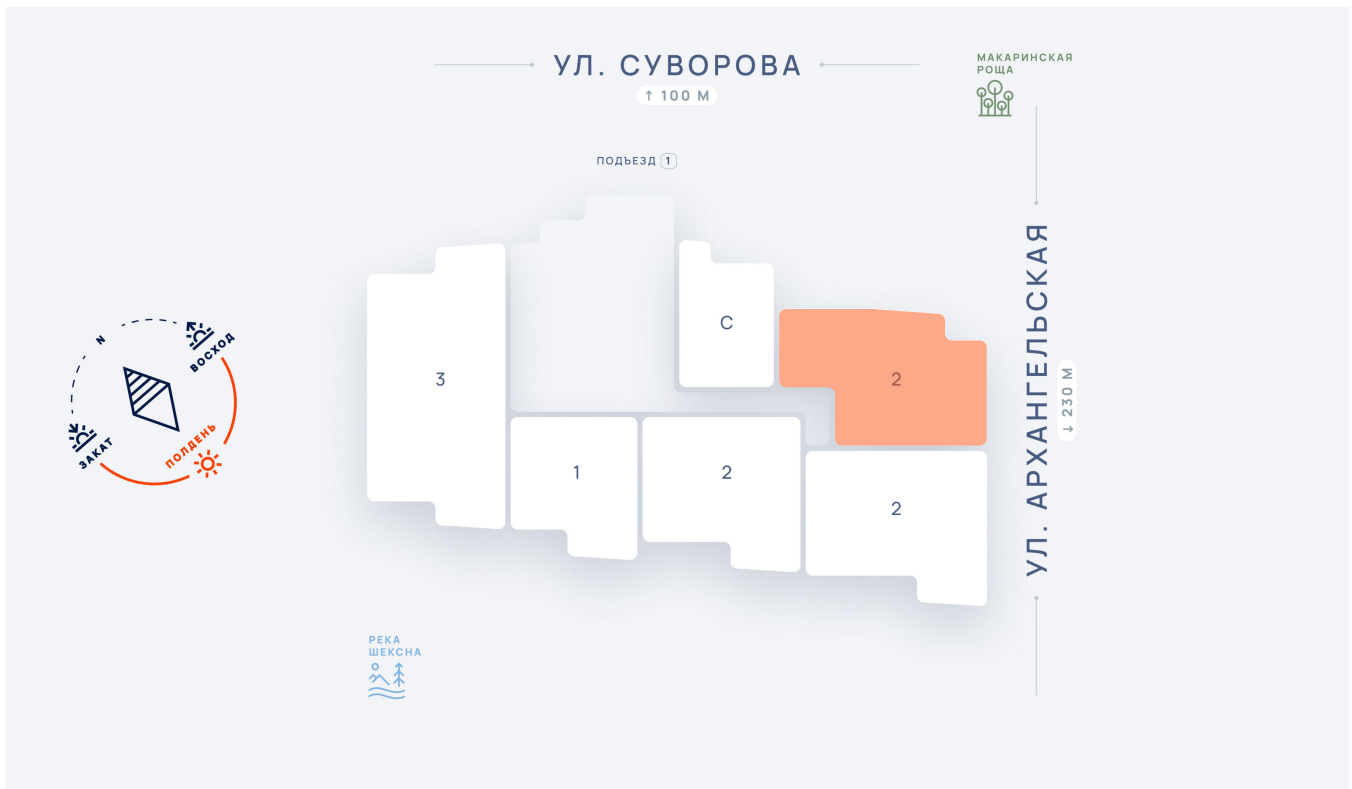 УЛ. СУВОРОВА
↑ 100 М
МАКАРИНСКАЯ
РОЩА
ПОДЪЕЗД 1
УЛ. АРХАНГЕЛЬСКАЯ
↓ 230 М
С
3
2
1
2
2
N
ВОСХОД
ЗАКАТ
ПОЛДЕНЬ
РЕКА
ШЕКСНА